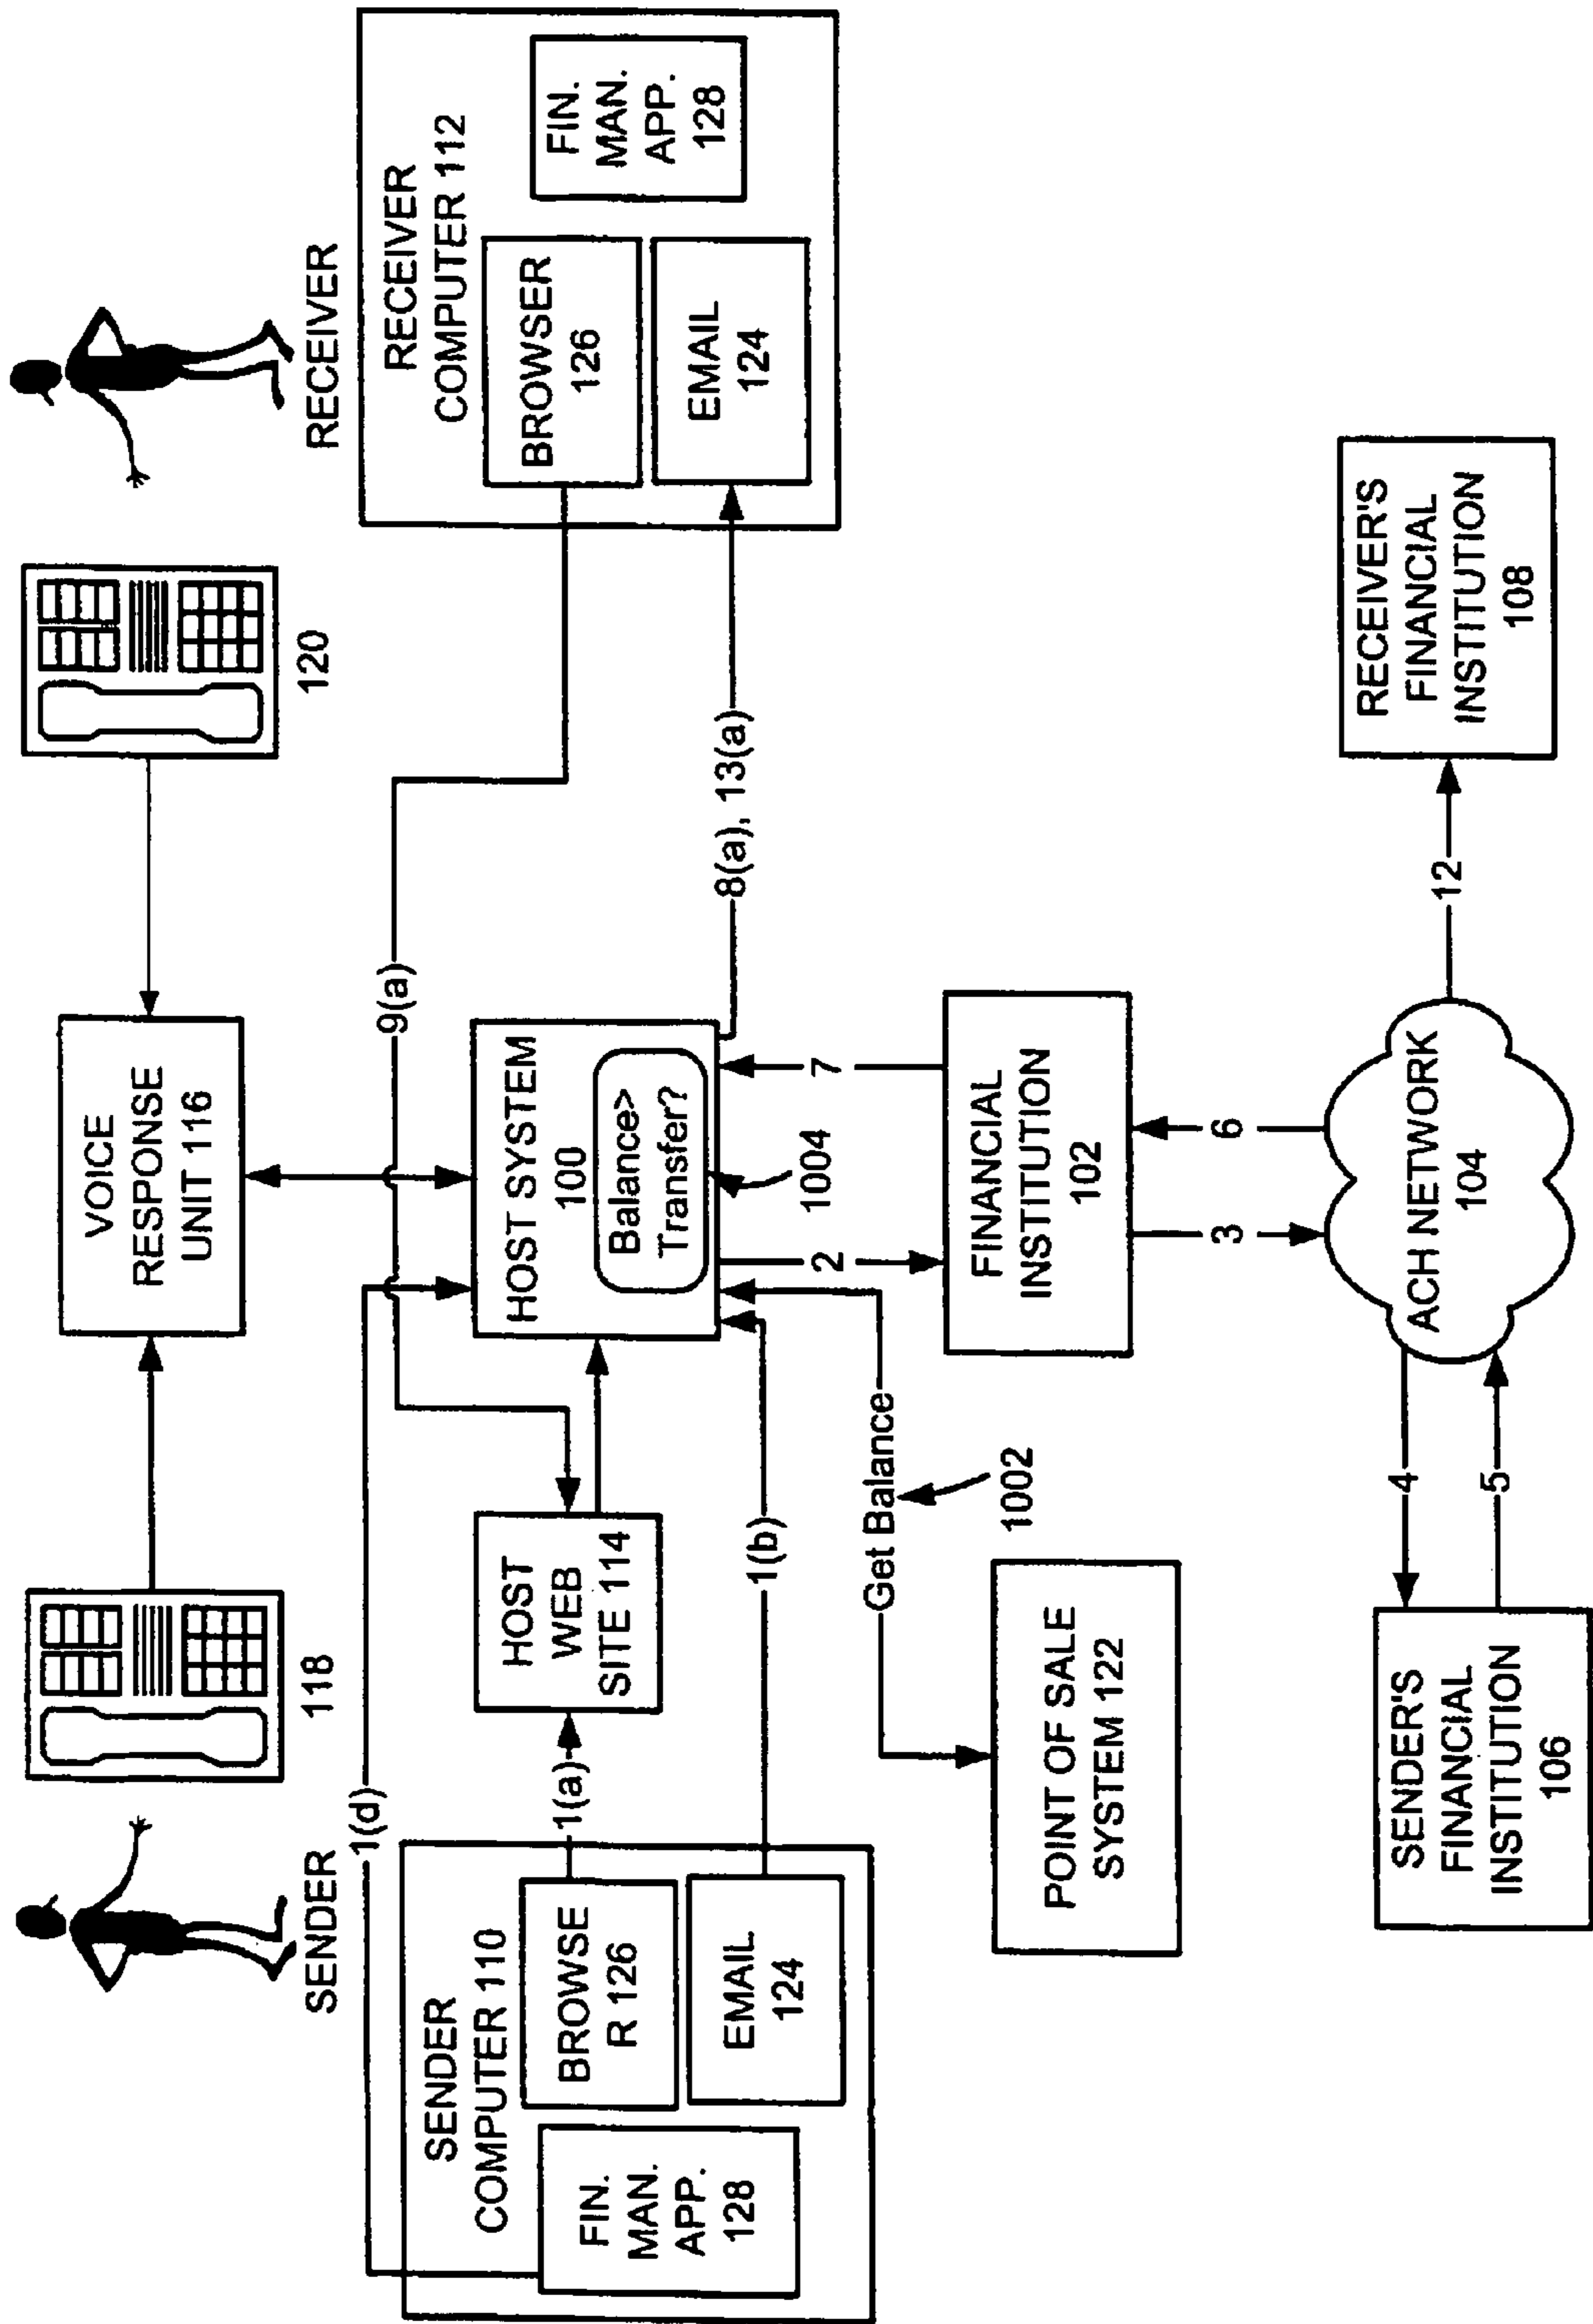 SENDER
118
120
RECEIVER
VOICE
RESPONSE
UNIT 116
1(d)
9(a)
SENDER
COMPUTER 110
FIN.
MAN.
APP.
128
BROWSE
R 126
EMAIL
124
1(a)
HOST
WEB
SITE 114
HOST SYSTEM
100
Balance>
Transfer?
1004
RECEIVER
COMPUTER 112
BROWSER
126
EMAIL
124
FIN.
MAN.
APP.
128
8(a), 13(a)
1(b)
Get Balance
1002
2
7
POINT OF SALE
SYSTEM 122
FINANCIAL
INSTITUTION
102
3
6
SENDER'S
FINANCIAL
INSTITUTION
106
4
5
ACH NETWORK
104
12
RECEIVER'S
FINANCIAL
INSTITUTION
108